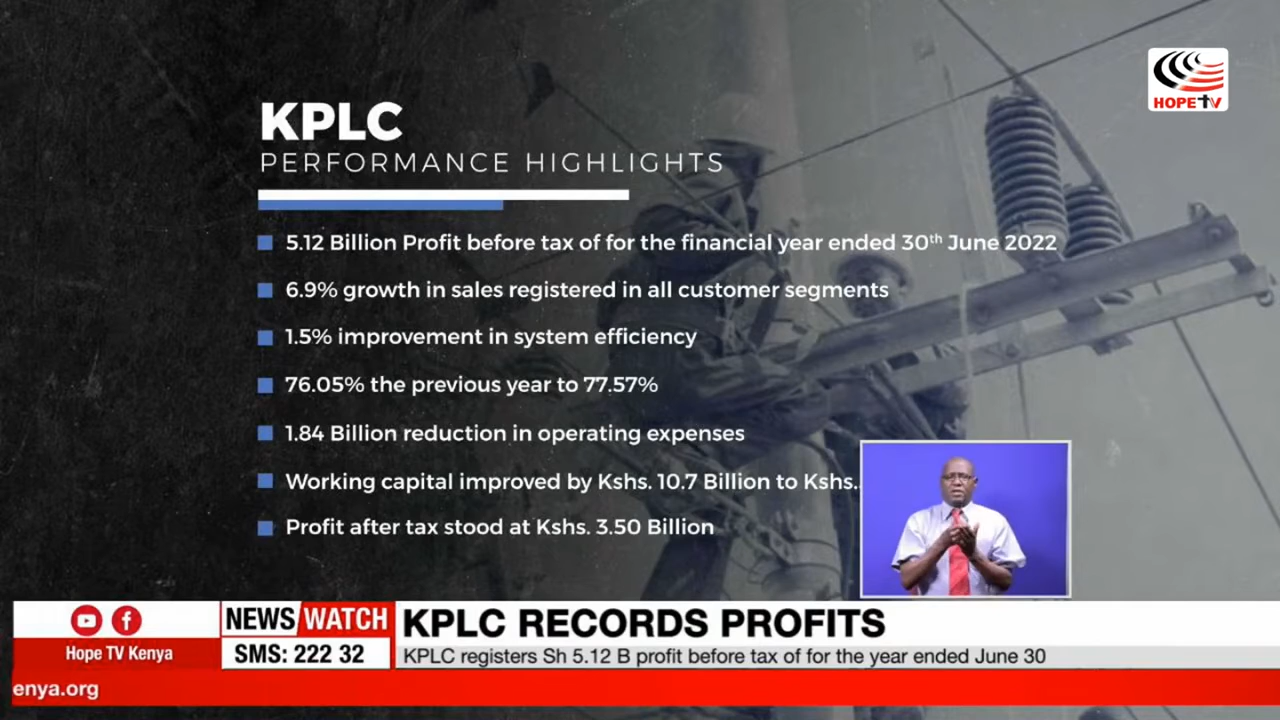 HOPE TV
KPLC
PERFORMANCE HIGHLIGHTS
5.12 Billion Profit before tax of for the financial year ended 30th June 2022
6.9% growth in sales registered in all customer segments
1.5% improvement in system efficiency
76.05% the previous year to 77.57%
1.84 Billion reduction in operating expenses
Working capital improved by Kshs. 10.7 Billion to Kshs.
Profit after tax stood at Kshs. 3.50 Billion
NEWS WATCH
KPLC RECORDS PROFITS
Hope TV Kenya
SMS: 222 32
KPLC registers Sh 5.12 B profit before tax of for the year ended June 30
enya.org